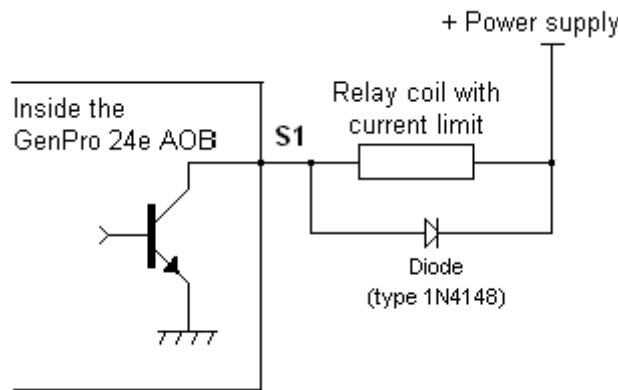 + Power supply
Inside the
GenPro 24e AOB
S1
Relay coil with
current limit
Diode
(type 1N4148)